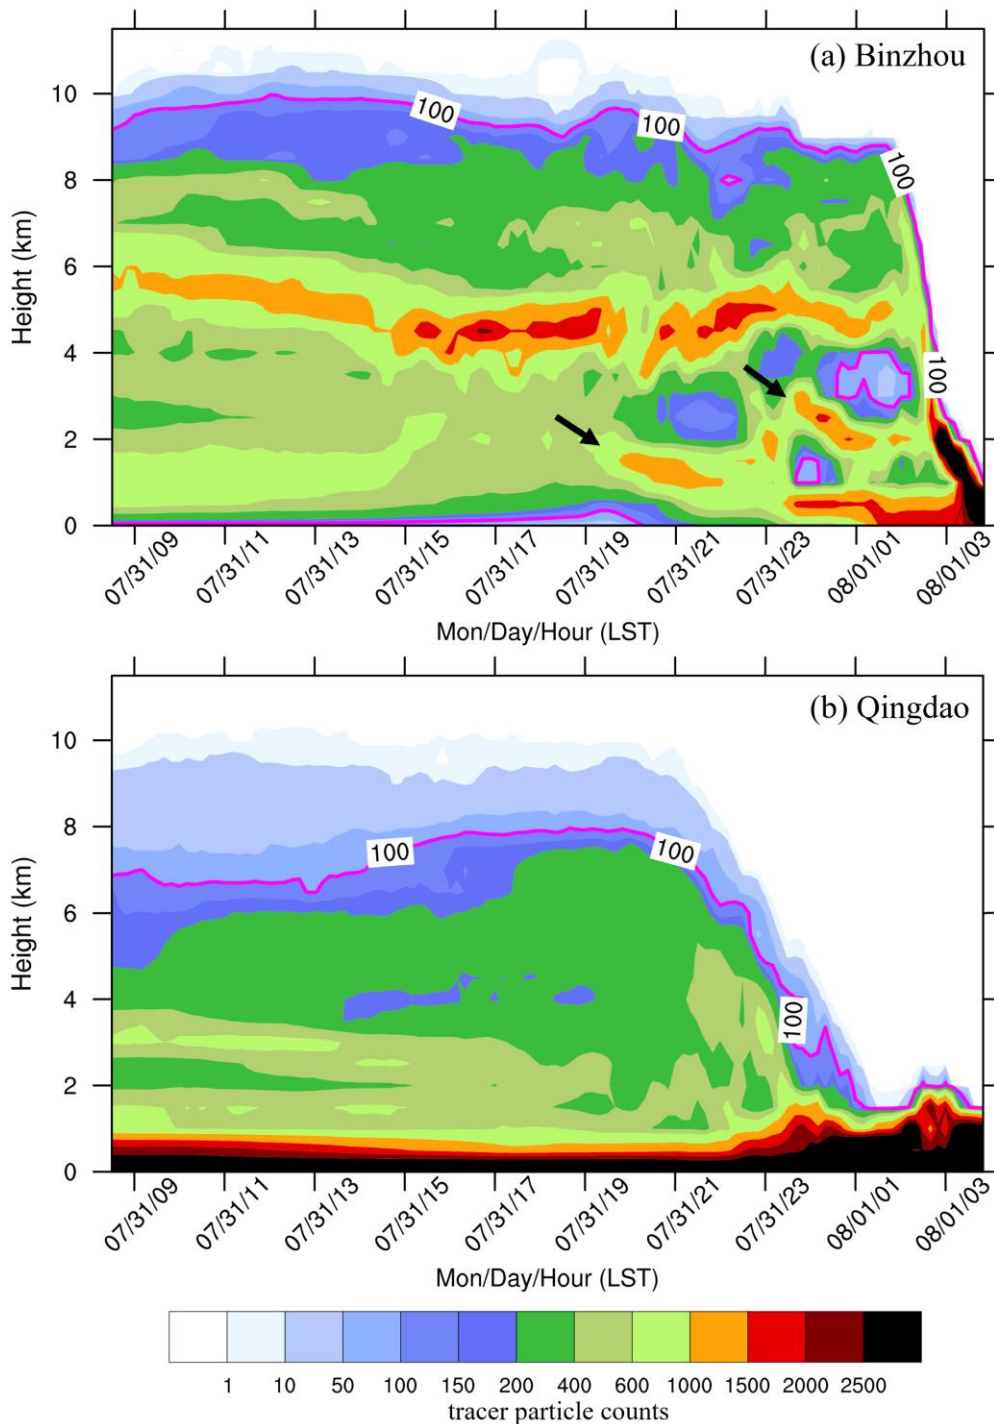 (a) Binzhou
100
100
100
100
10
8
6
4
2
0
Height (km)
07/31/09 07/31/11 07/31/13 07/31/15 07/31/17 07/31/19 07/31/21 07/31/23 08/01/01 08/01/03
Mon/Day/Hour (LST)
(b) Qingdao
100
100
100
10
8
6
4
2
0
Height (km)
07/31/09 07/31/11 07/31/13 07/31/15 07/31/17 07/31/19 07/31/21 07/31/23 08/01/01 08/01/03
Mon/Day/Hour (LST)
1 10 50 100 150 200 400 600 1000 1500 2000 2500
tracer particle counts